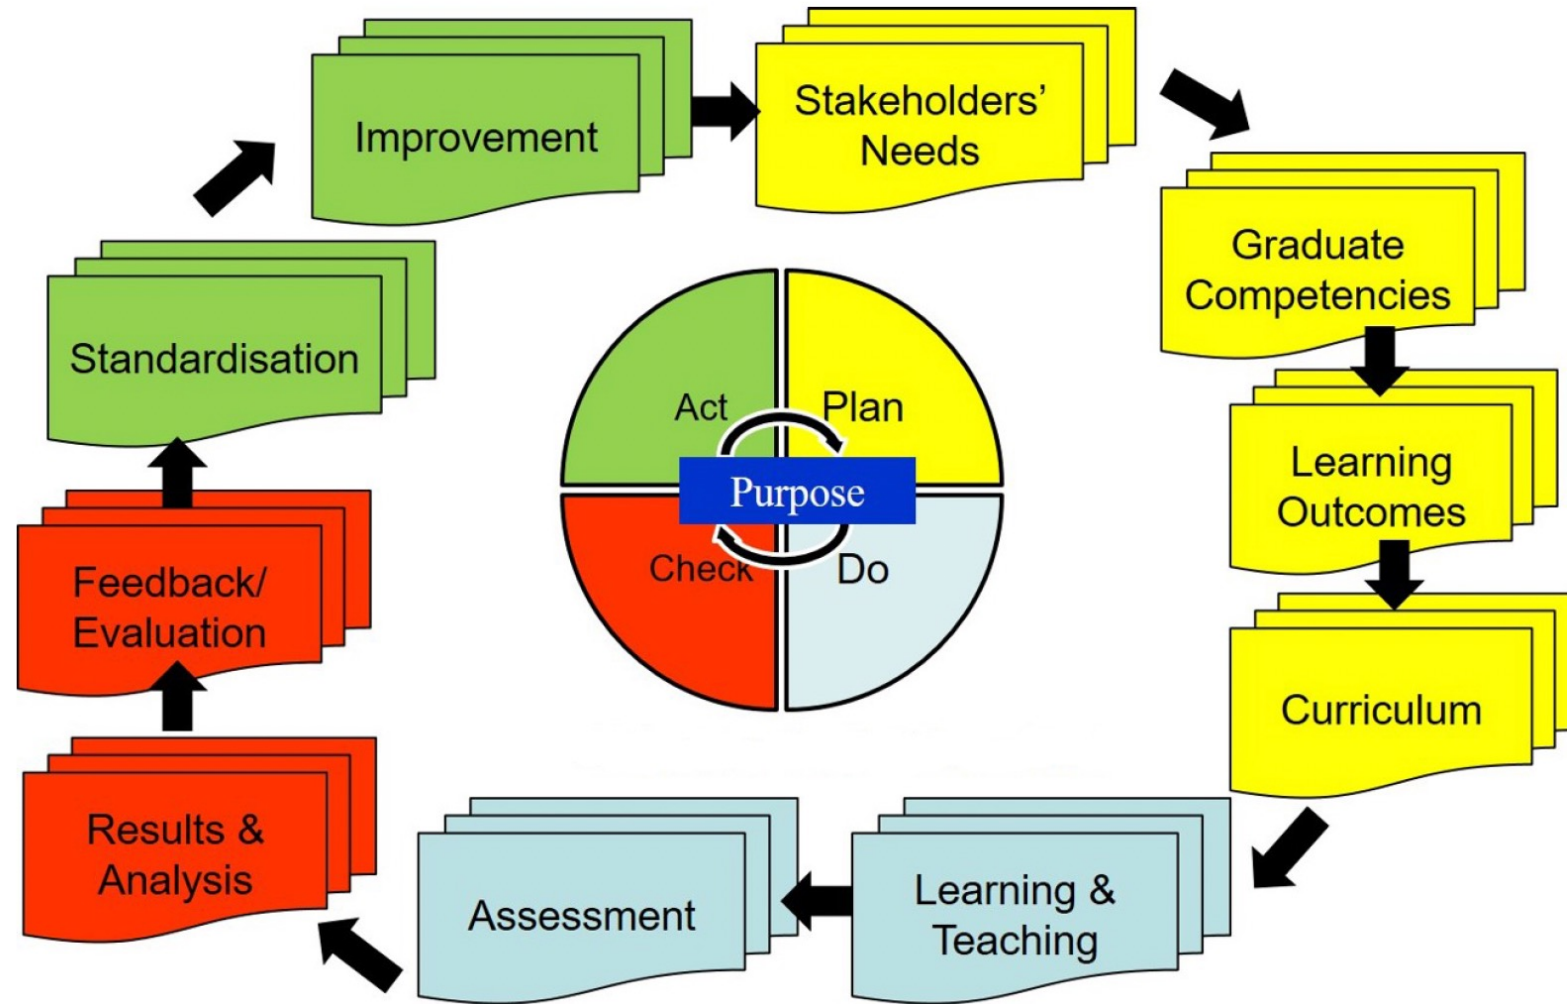 Improvement
Stakeholders’
Needs
Graduate
Competencies
Learning
Outcomes
Curriculum
Learning &
Teaching
Assessment
Results &
Analysis
Feedback/
Evaluation
Standardisation
Act
Plan
Purpose
Check
Do